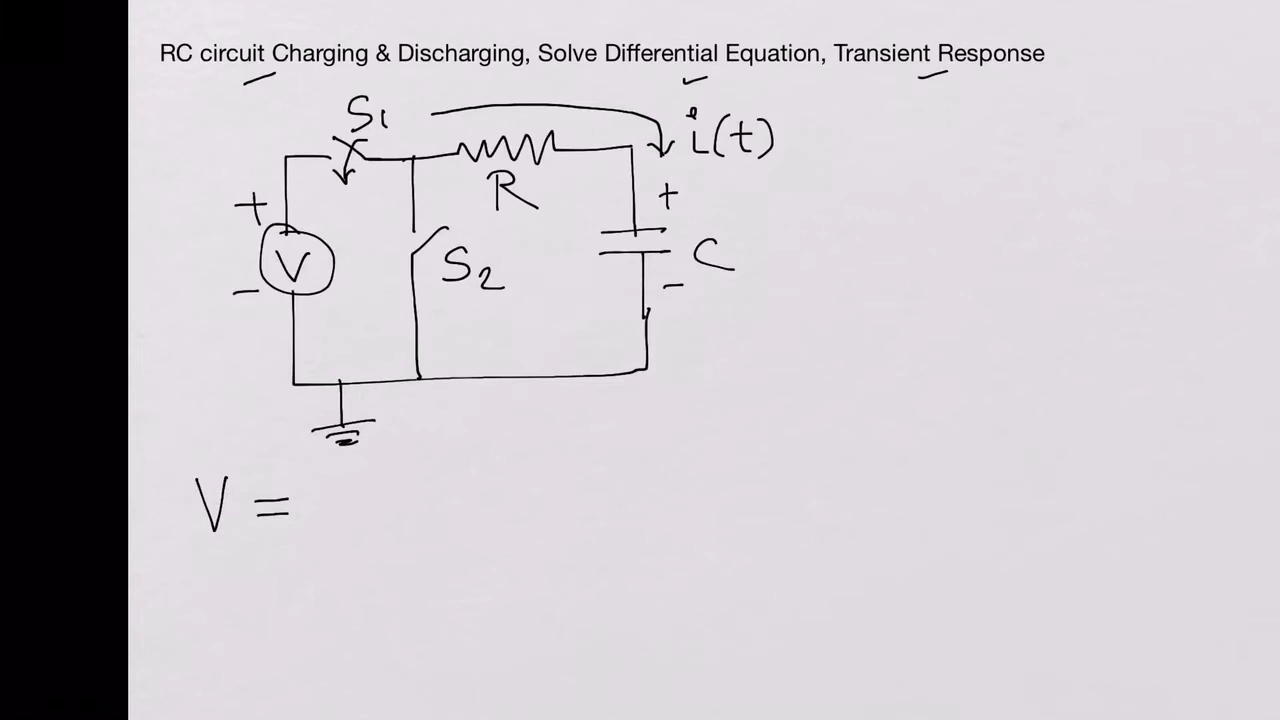 RC circuit Charging & Discharging, Solve Differential Equation, Transient Response
S1
i(t)
+
R
+
V
S2
C
-
-
V =